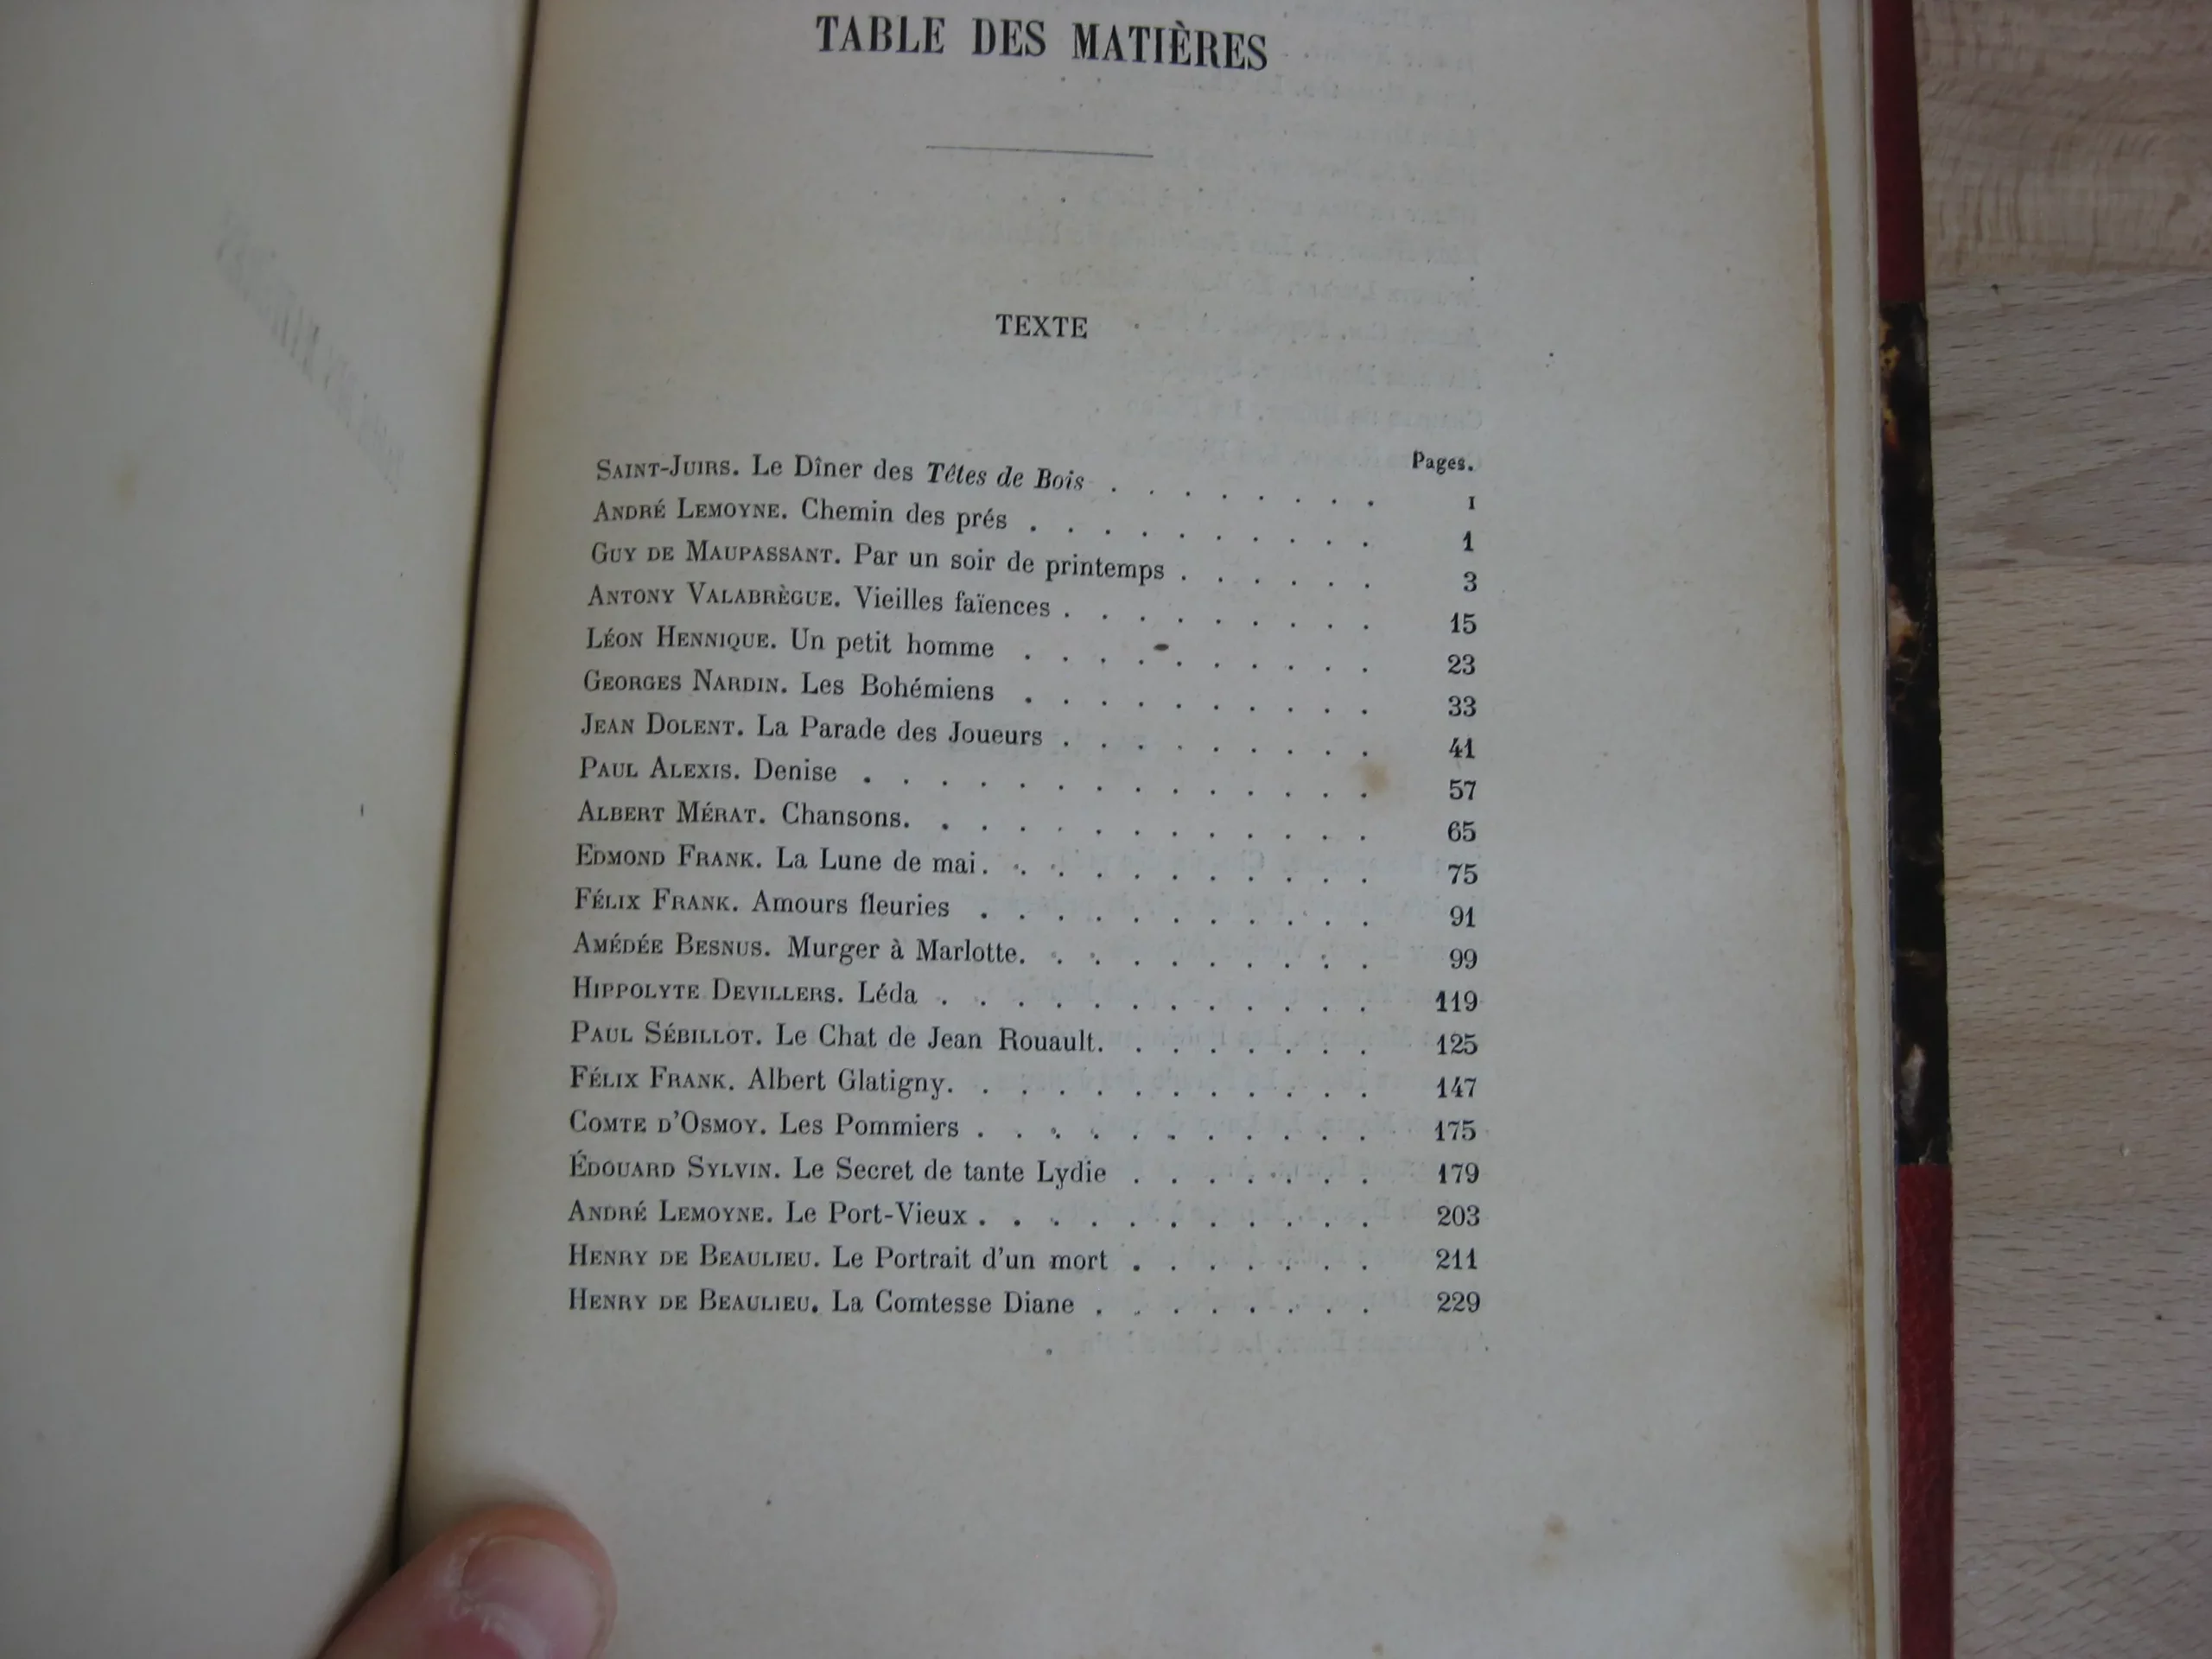 TABLE DES MATIÈRES
TEXTE
Pages.
SAINT-JUIRS. Le Dîner des Têtes de Bois . . . . . . . . I
ANDRÉ LEMOYNE. Chemin des prés . . . . . . . . . . 1
GUY DE MAUPASSANT. Par un soir de printemps . . . . . . 3
ANTONY VALABRÈGUE. Vieilles faïences . . . . . . . . . 15
LÉON HENNIQUE. Un petit homme . . . . . . . . . . 23
GEORGES NARDIN. Les Bohémiens . . . . . . . . . . 33
JEAN DOLENT. La Parade des Joueurs . . . . . . . . . 41
PAUL ALEXIS. Denise . . . . . . . . . . . . . . 57
ALBERT MÉRAT. Chansons. . . . . . . . . . . . . 65
EDMOND FRANK. La Lune de mai. . . . . . . . . . . 75
FÉLIX FRANK. Amours fleuries . . . . . . . . . . . 91
AMÉDÉE BESNUS. Murger à Marlotte. . . . . . . . . . 99
HIPPOLYTE DEVILLERS. Léda . . . . . . . . . . . . 119
PAUL SÉBILLOT. Le Chat de Jean Rouault. . . . . . . . 125
FÉLIX FRANK. Albert Glatigny. . . . . . . . . . . . 147
COMTE D'OSMOY. Les Pommiers . . . . . . . . . . . 175
ÉDOUARD SYLVIN. Le Secret de tante Lydie . . . . . . . 179
ANDRÉ LEMOYNE. Le Port-Vieux . . . . . . . . . . . 203
HENRY DE BEAULIEU. Le Portrait d'un mort . . . . . . . 211
HENRY DE BEAULIEU. La Comtesse Diane . . . . . . . . 229